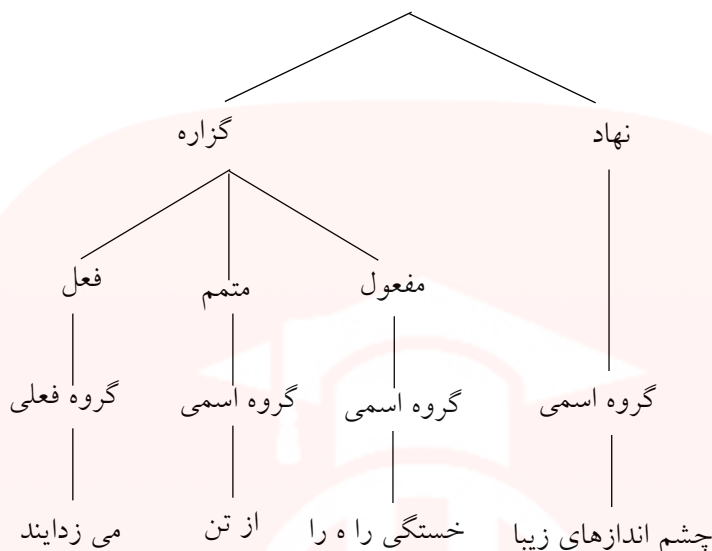 نهاد گزاره
مفعول متمم فعل
گروه اسمی گروه اسمی گروه اسمی گروه فعلی
چشم اندازهای زیبا خستگی را ه را از تن می زدایند